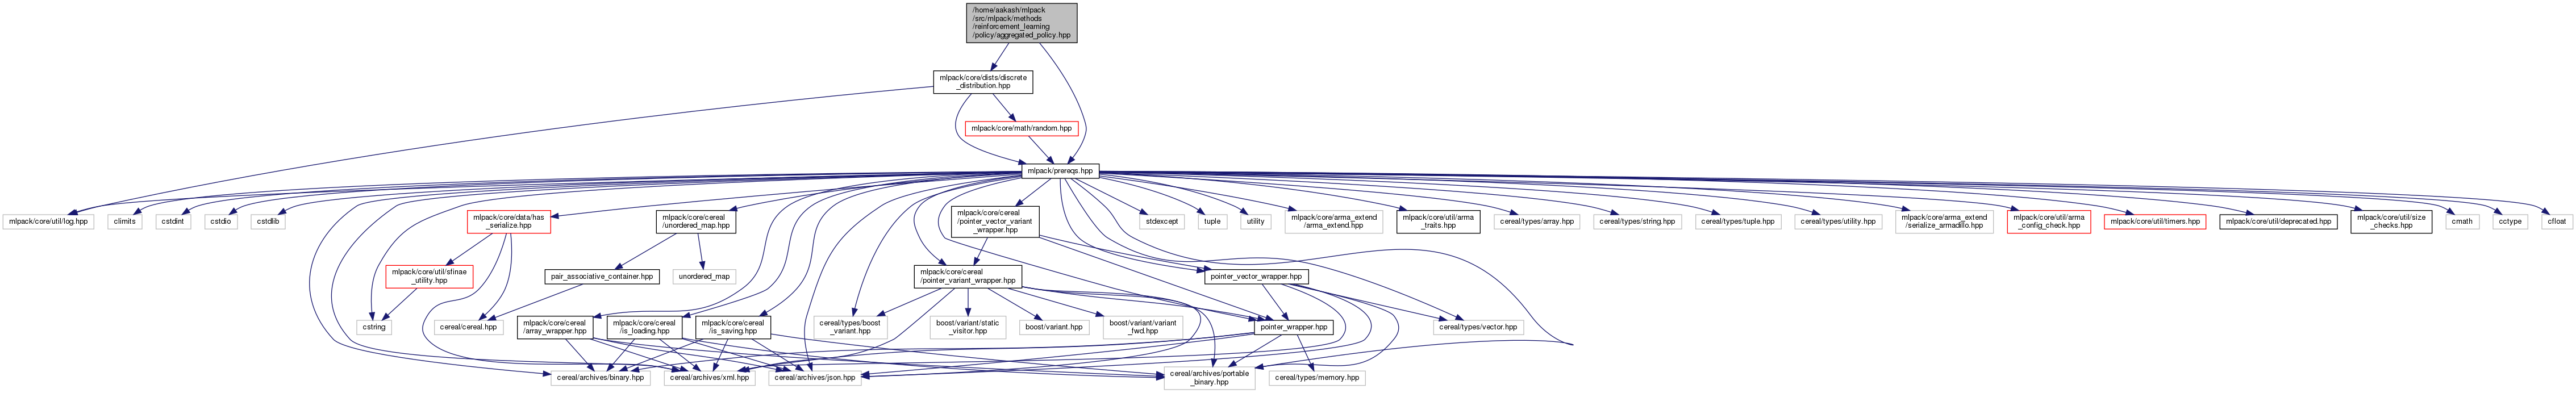 /home/aakash/mlpack
/src/mlpack/methods
/reinforcement_learning
/policy/aggregated_policy.hpp
mlpack/core/dists/discrete
_distribution.hpp
mlpack/core/math/random.hpp
mlpack/prereqs.hpp
mlpack/core/util/log.hpp
climits
cstdint
cstdio
cstdlib
mlpack/core/data/has
_serialize.hpp
mlpack/core/cereal
/unordered_map.hpp
mlpack/core/cereal
/pointer_vector_variant
_wrapper.hpp
stdexcept
tuple
utility
mlpack/core/arma_extend
/arma_extend.hpp
mlpack/core/util/arma
_traits.hpp
cereal/types/array.hpp
cereal/types/string.hpp
cereal/types/tuple.hpp
cereal/types/utility.hpp
mlpack/core/arma_extend
/serialize_armadillo.hpp
mlpack/core/util/arma
_config_check.hpp
mlpack/core/util/timers.hpp
mlpack/core/util/deprecated.hpp
mlpack/core/util/size
_checks.hpp
cmath
cctype
cfloat
mlpack/core/util/sfinae
_utility.hpp
pair_associative_container.hpp
unordered_map
mlpack/core/cereal
/pointer_variant_wrapper.hpp
pointer_vector_wrapper.hpp
cstring
cereal/cereal.hpp
mlpack/core/cereal
/array_wrapper.hpp
mlpack/core/cereal
/is_loading.hpp
mlpack/core/cereal
/is_saving.hpp
cereal/types/boost
_variant.hpp
boost/variant/static
_visitor.hpp
boost/variant.hpp
boost/variant/variant
_fwd.hpp
pointer_wrapper.hpp
cereal/types/vector.hpp
cereal/archives/binary.hpp
cereal/archives/xml.hpp
cereal/archives/json.hpp
cereal/archives/portable
_binary.hpp
cereal/types/memory.hpp